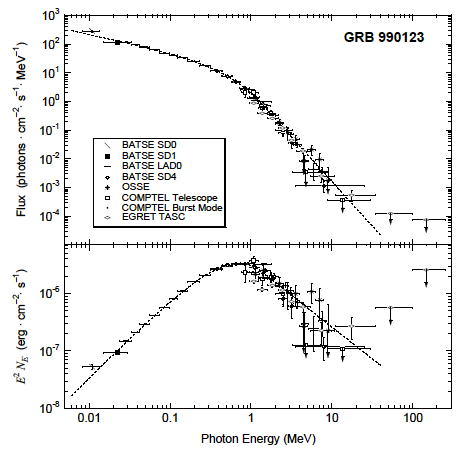 GRB 990123
Flux (photons · cm⁻². s⁻¹· MeV⁻¹)
10³
10²
10¹
10⁰
10⁻¹
10⁻²
10⁻³
10⁻⁴
BATSE SD0
BATSE SD1
BATSE LAD0
BATSE SD4
OSSE
COMPTEL Telescope
COMPTEL Burst Mode
EGRET TASC
E² N_E (erg · cm⁻². s⁻¹)
10⁻⁶
10⁻⁷
10⁻⁸
0.01 0.1 1 10 100
Photon Energy (MeV)